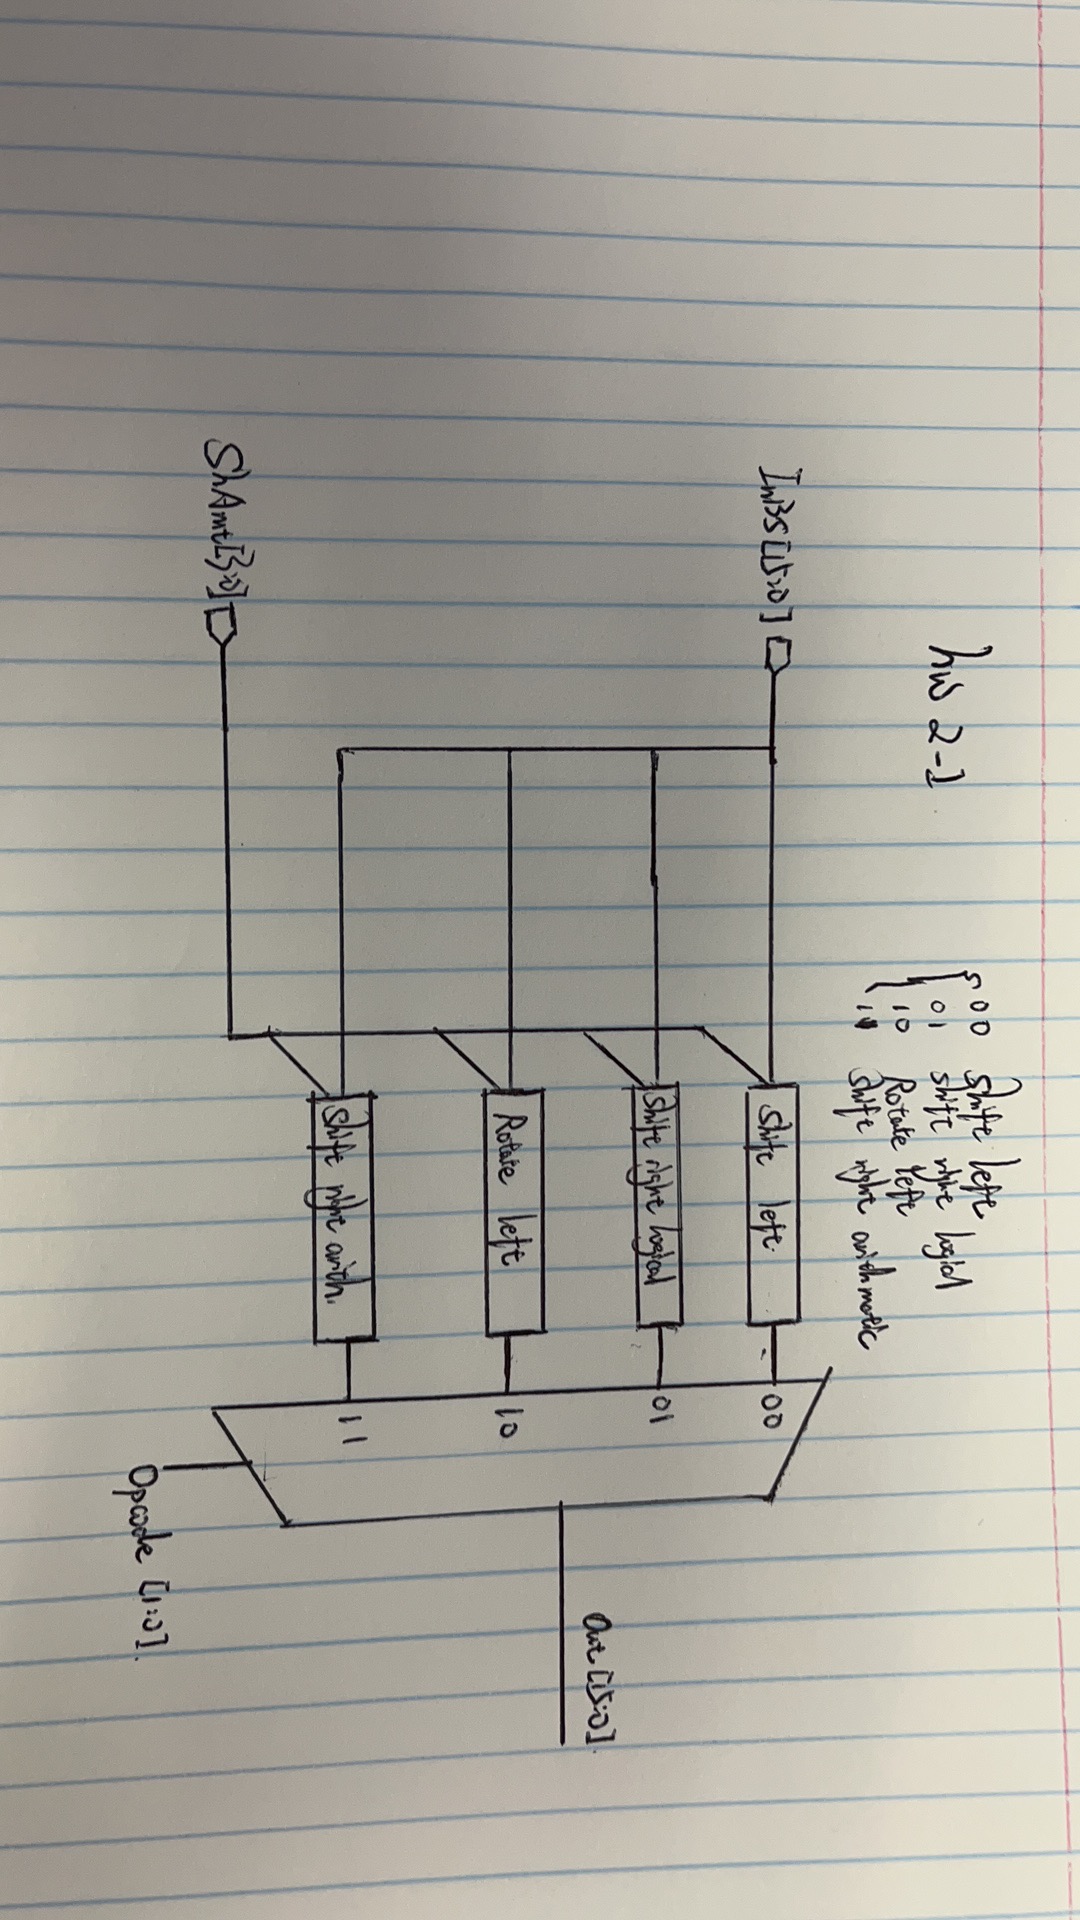 hw 2-1
00 Shift left
01 shift right logical
10 Rotate left
11 shift right arithmetic
InBS[15:0]
shift left
00
shift right logical
01
Rotate left
10
shift right arith.
11
ShAmt[3:0]
Out [15:0].
Opcode [1:0].